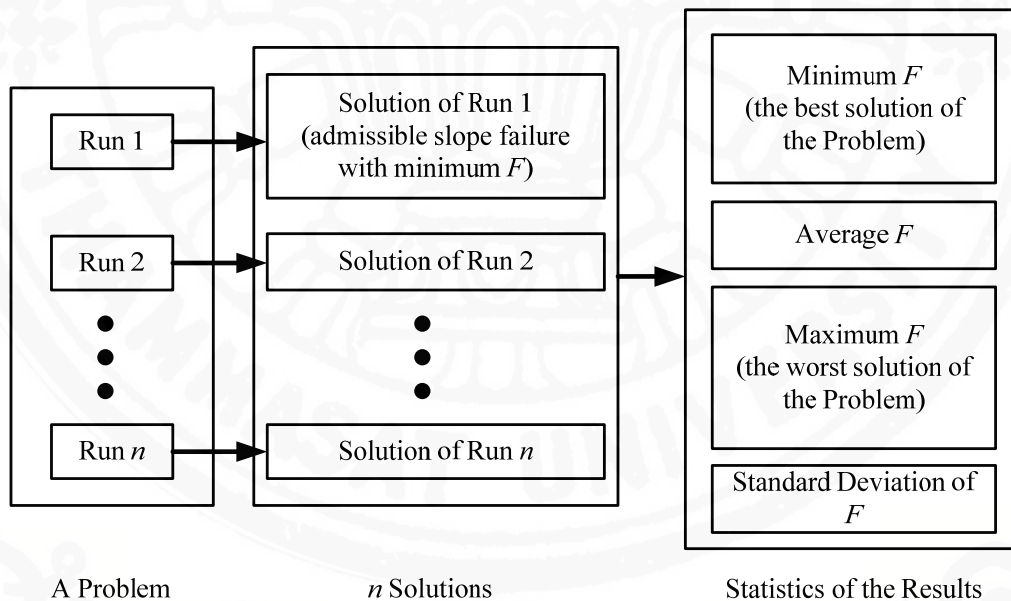 Run 1
Run 2
Run n
A Problem
Solution of Run 1
(admissible slope failure
with minimum F)
Solution of Run 2
Solution of Run n
n Solutions
Minimum F
(the best solution of
the Problem)
Average F
Maximum F
(the worst solution of
the Problem)
Standard Deviation of
F
Statistics of the Results